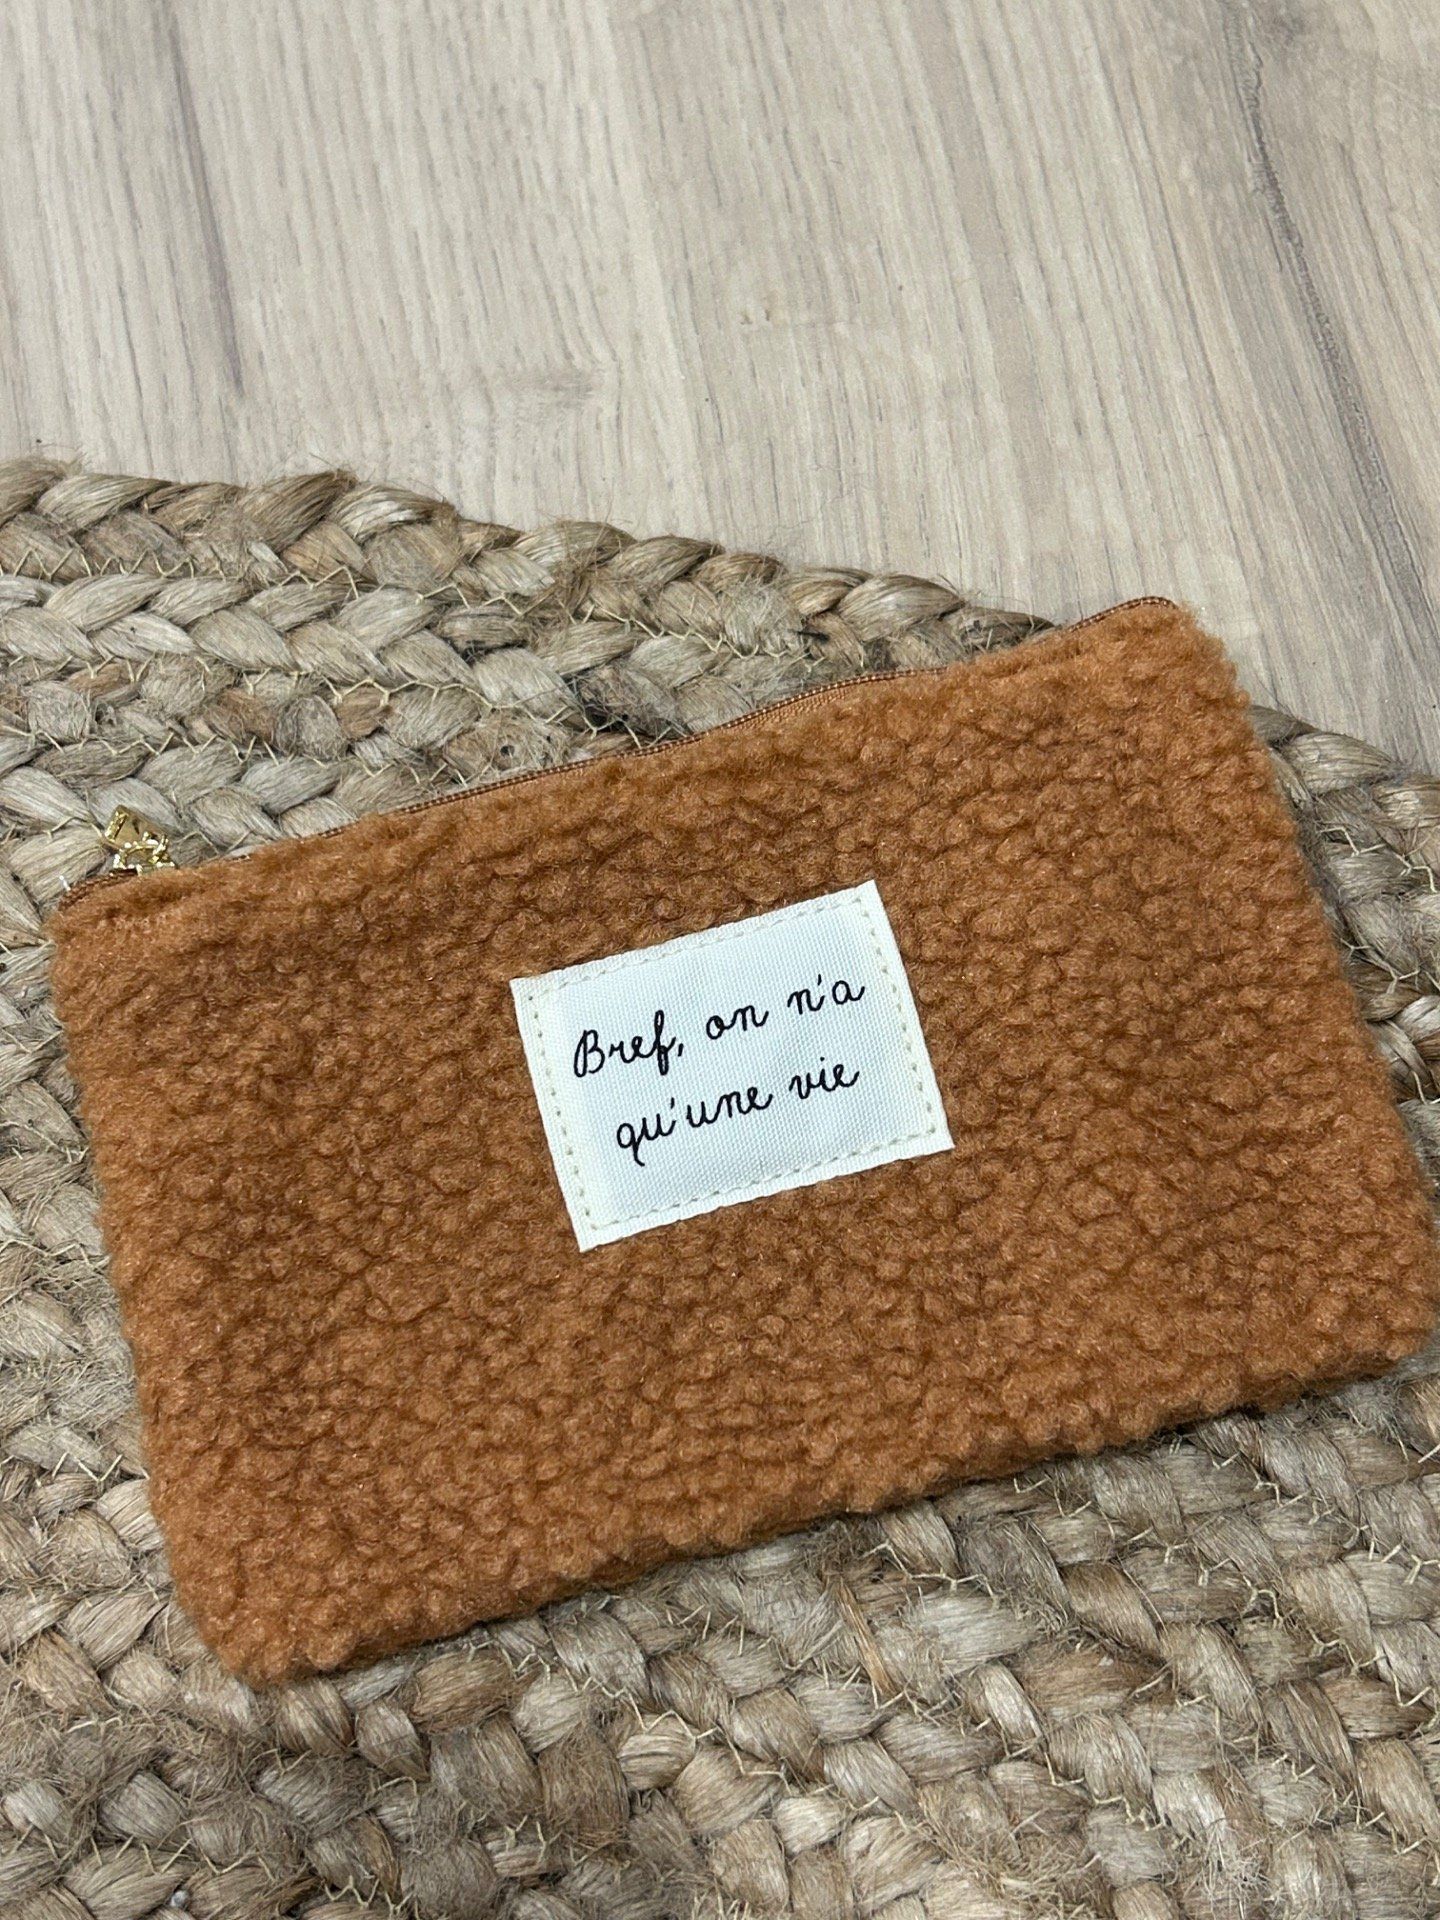 Bref, on n'a
qu'une vie